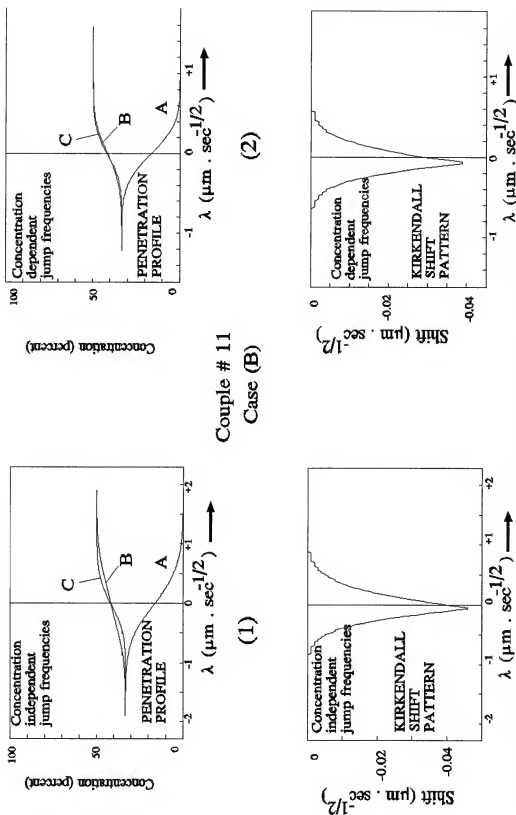 Concentration (percent)
100
50
0
Concentration
independent
jump frequencies
C
B
A
PENETRATION
PROFILE
-2
-1
0
+1
+2
λ (μm . sec-1/2)
(1)
Concentration (percent)
100
50
0
Concentration
dependent
jump frequencies
C
B
A
PENETRATION
PROFILE
-1
0
+1
λ (μm . sec-1/2)
(2)
Couple # 11
Case (B)
Shift (μm . sec-1/2)
0
-0.02
-0.04
Concentration
independent
jump frequencies
KIRKENDALL
SHIFT
PATTERN
-2
-1
0
+1
+2
λ (μm . sec-1/2)
Shift (μm . sec-1/2)
0
-0.02
-0.04
Concentration
dependent
jump frequencies
KIRKENDALL
SHIFT
PATTERN
-1
0
+1
λ (μm . sec-1/2)